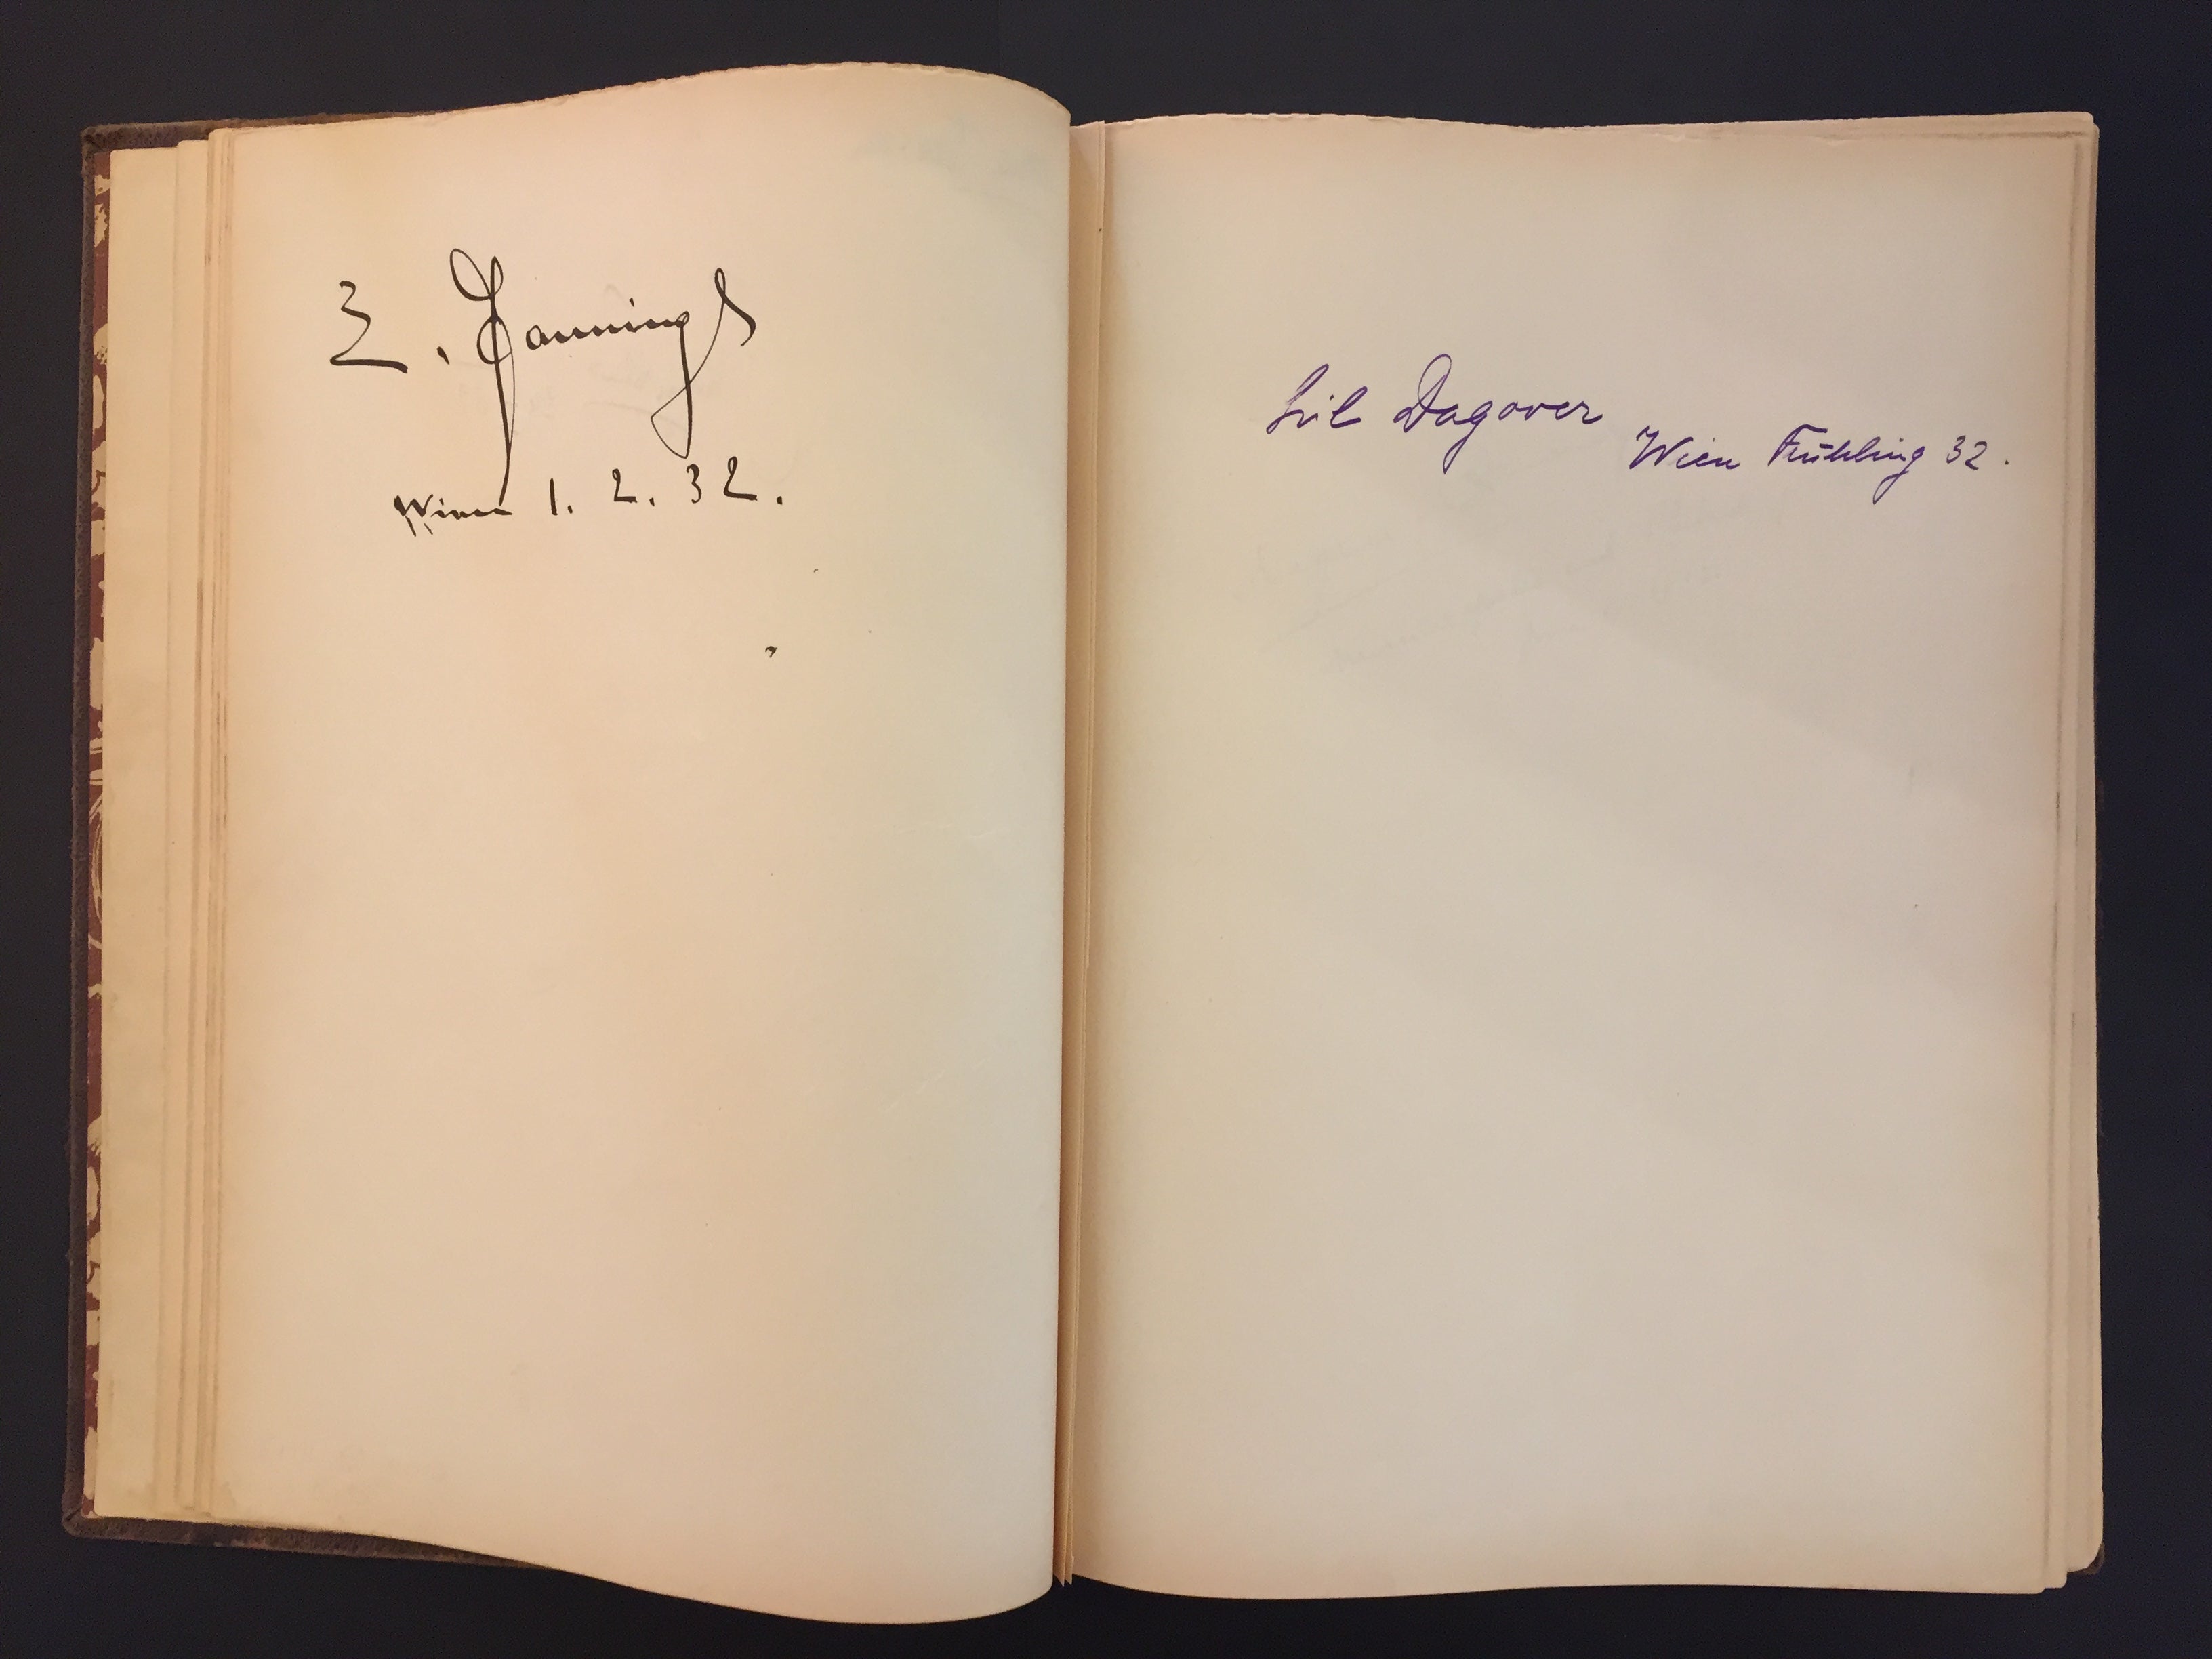 E. Jannings
Wien 1. 2. 32.
Lil Dagover
Wien Frühling 32.